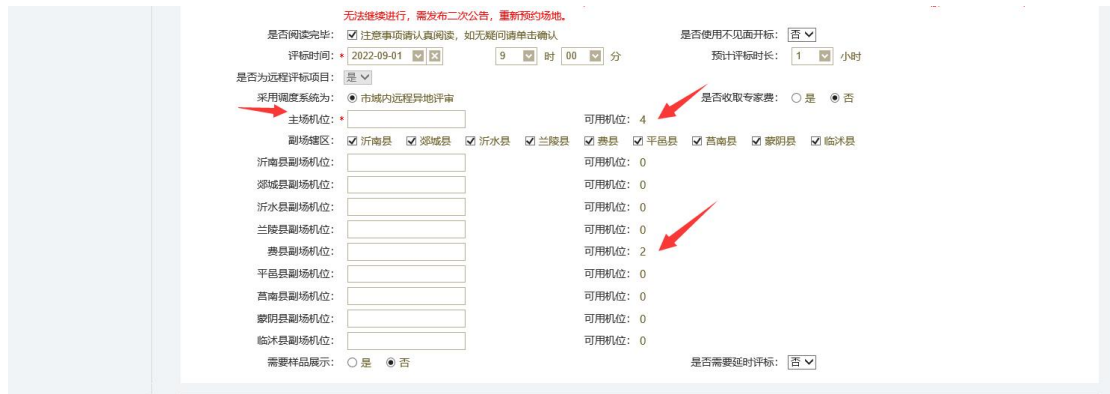 无法继续进行，需发布二次公告，重新预约场地。
是否阅读完毕： 注意事项请认真阅读，如无疑问请单击确认 是否使用不见面开标： 否
评标时间：* 2022-09-01 9 时 00 分 预计评标时长： 1 小时
是否为远程评标项目： 是
采用调度系统为： 市域内远程异地评审 是否收取专家费： 是 否
主场机位：* 可用机位： 4
副场辖区： 沂南县 郯城县 沂水县 兰陵县 费县 平邑县 莒南县 蒙阴县 临沭县
沂南县副场机位： 可用机位： 0
郯城县副场机位： 可用机位： 0
沂水县副场机位： 可用机位： 0
兰陵县副场机位： 可用机位： 0
费县副场机位： 可用机位： 2
平邑县副场机位： 可用机位： 0
莒南县副场机位： 可用机位： 0
蒙阴县副场机位： 可用机位： 0
临沭县副场机位： 可用机位： 0
需要样品展示： 是 否 是否需要延时评标： 否